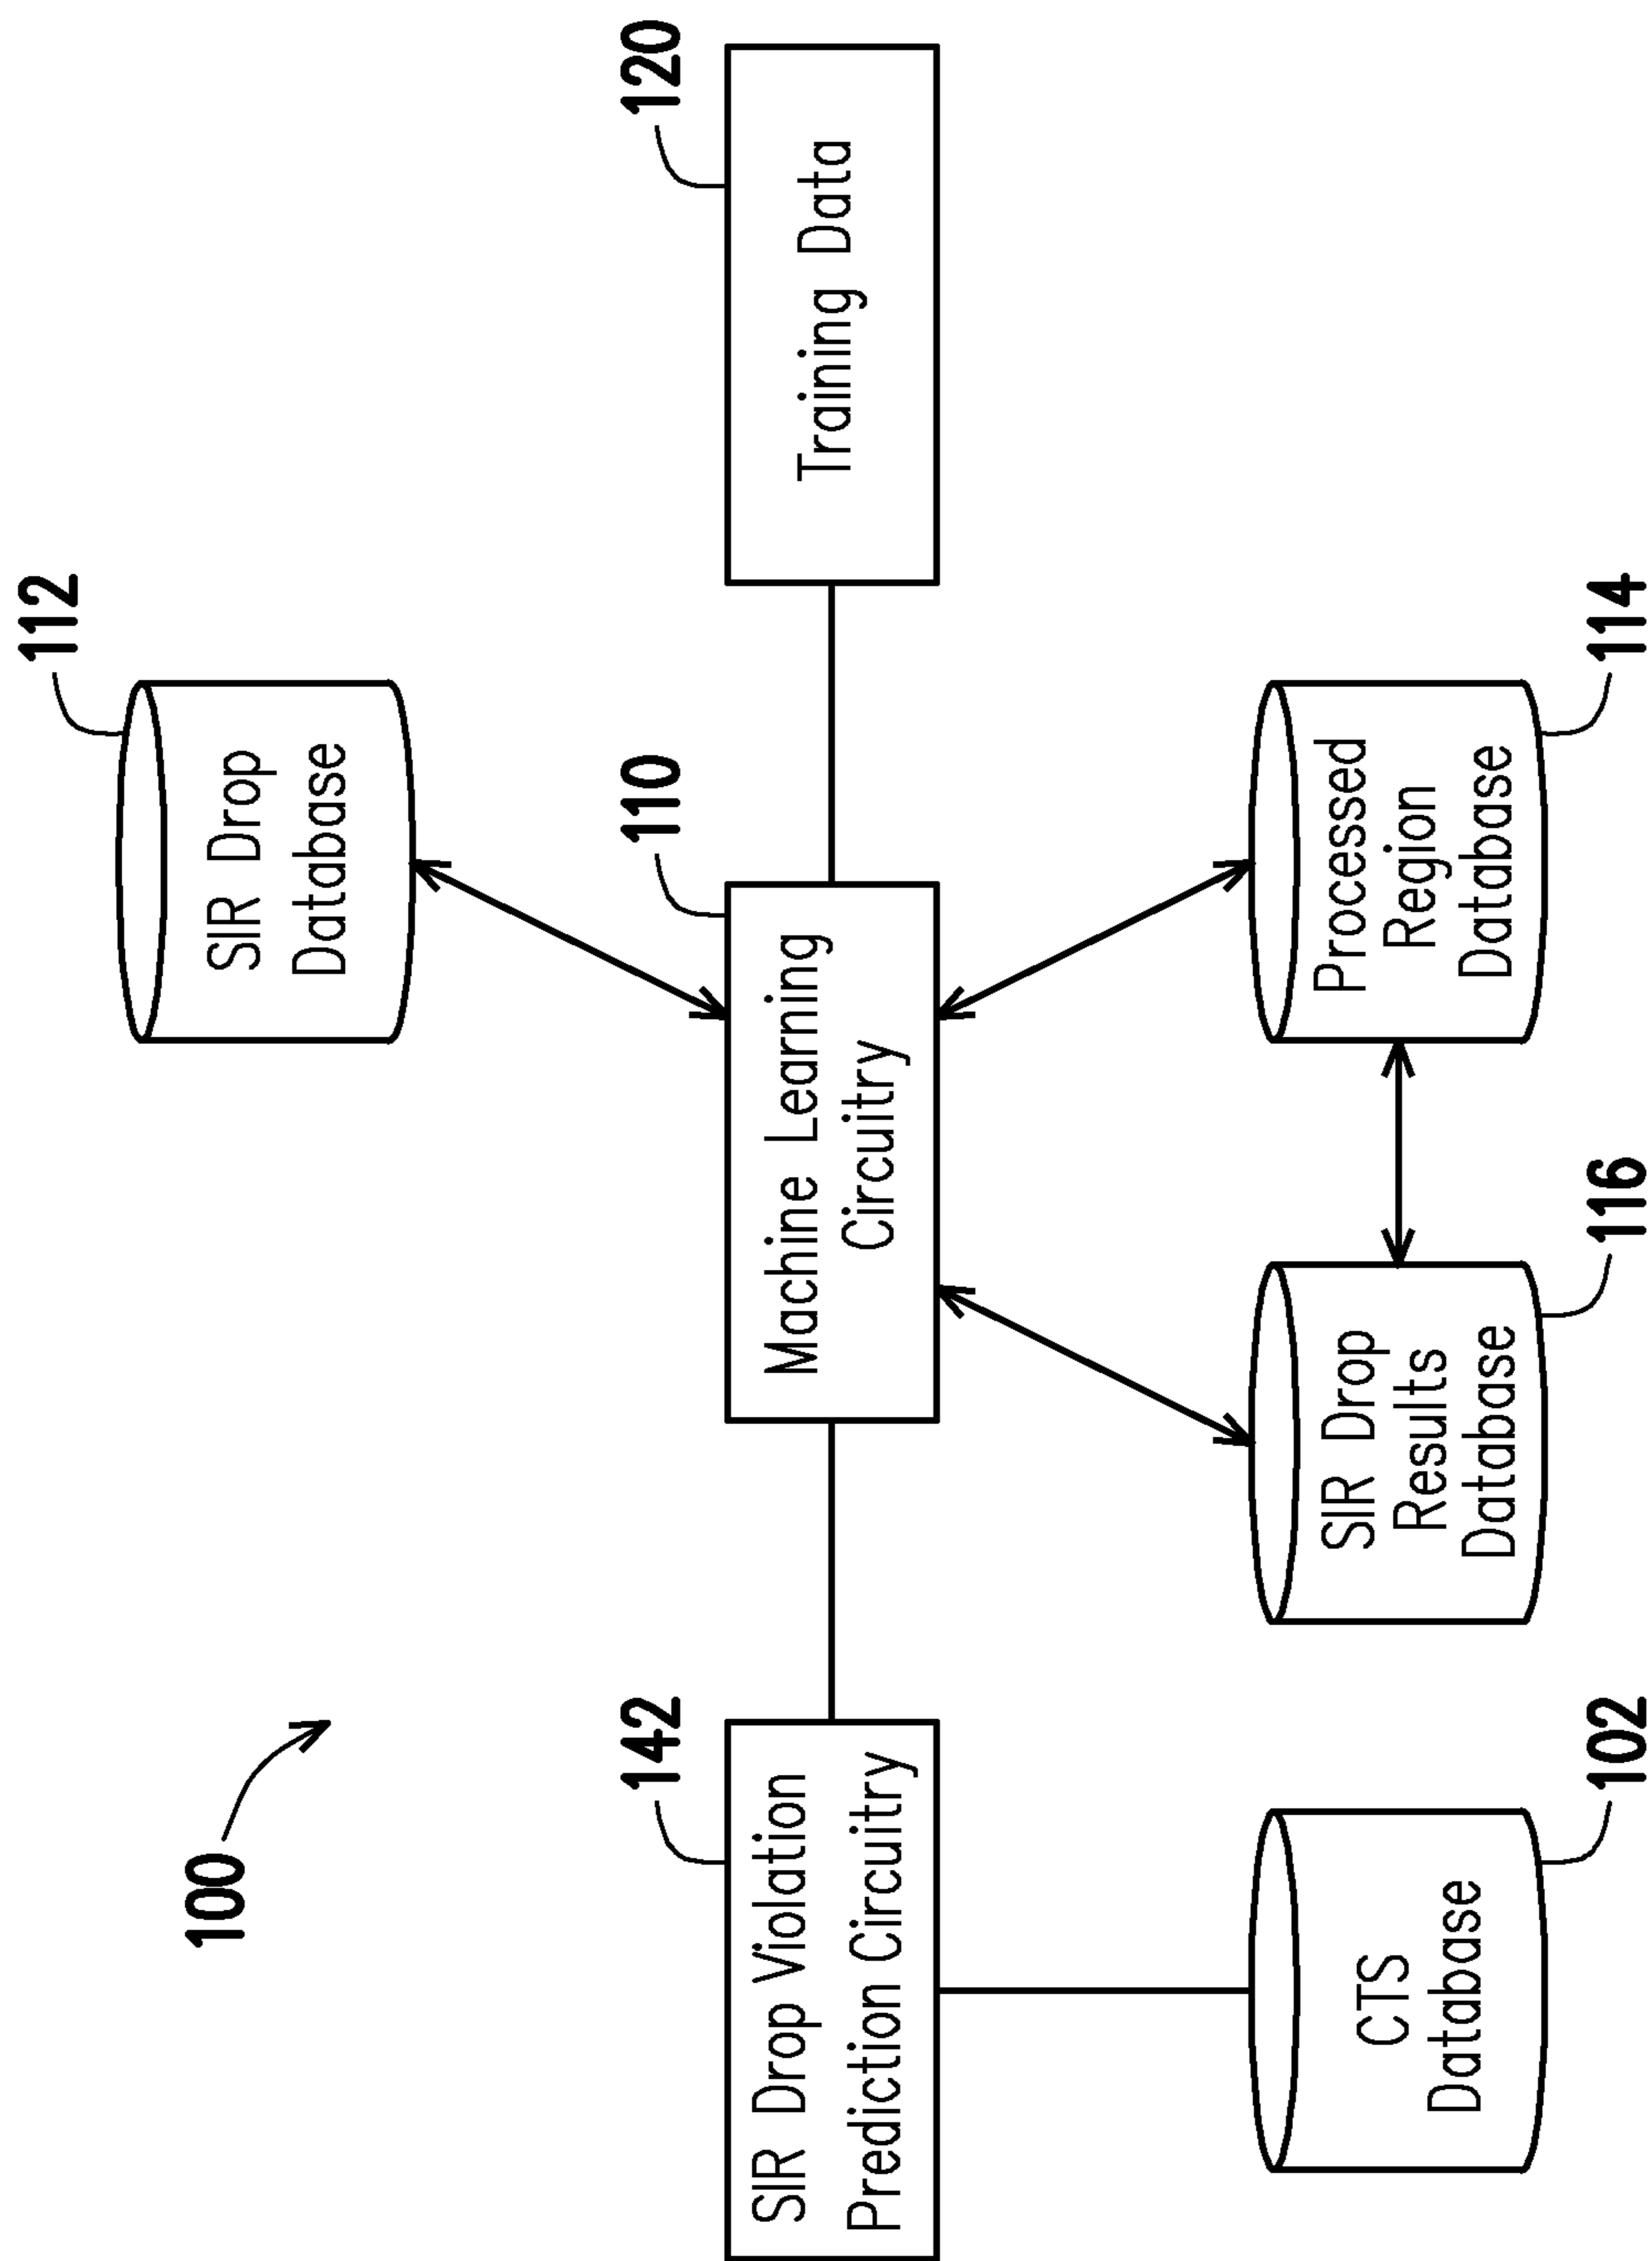 100
112
SIR Drop
Database
142
SIR Drop Violation
Prediction Circuitry
110
Machine Learning
Circuitry
120
Training Data
102
CTS
Database
116
SIR Drop
Results
Database
114
Processed
Region
Database